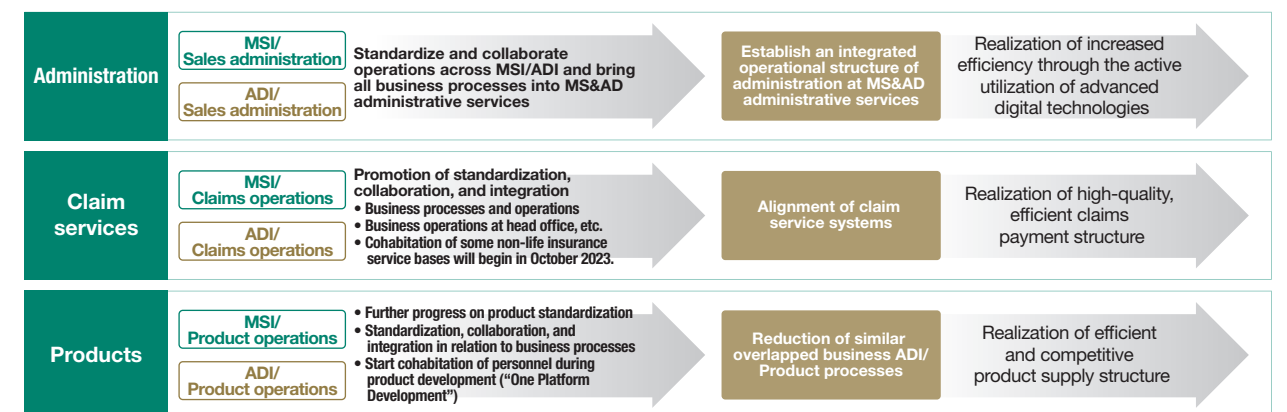 Administration
MSI/
Sales administration
ADI/
Sales administration
Standardize and collaborate
operations across MSI/ADI and bring
all business processes into MS&AD
administrative services
Establish an integrated
operational structure of
administration at MS&AD
administrative services
Realization of increased
efficiency through the active
utilization of advanced
digital technologies
Claim
services
MSI/
Claims operations
ADI/
Claims operations
Promotion of standardization,
collaboration, and integration
• Business processes and operations
• Business operations at head office, etc.
• Cohabitation of some non-life insurance
service bases will begin in October 2023.
Alignment of claim
service systems
Realization of high-quality,
efficient claims
payment structure
Products
MSI/
Product operations
ADI/
Product operations
• Further progress on product standardization
• Standardization, collaboration, and
integration in relation to business processes
• Start cohabitation of personnel during
product development (“One Platform
Development”)
Reduction of similar
overlapped business ADI/
Product processes
Realization of efficient
and competitive
product supply structure